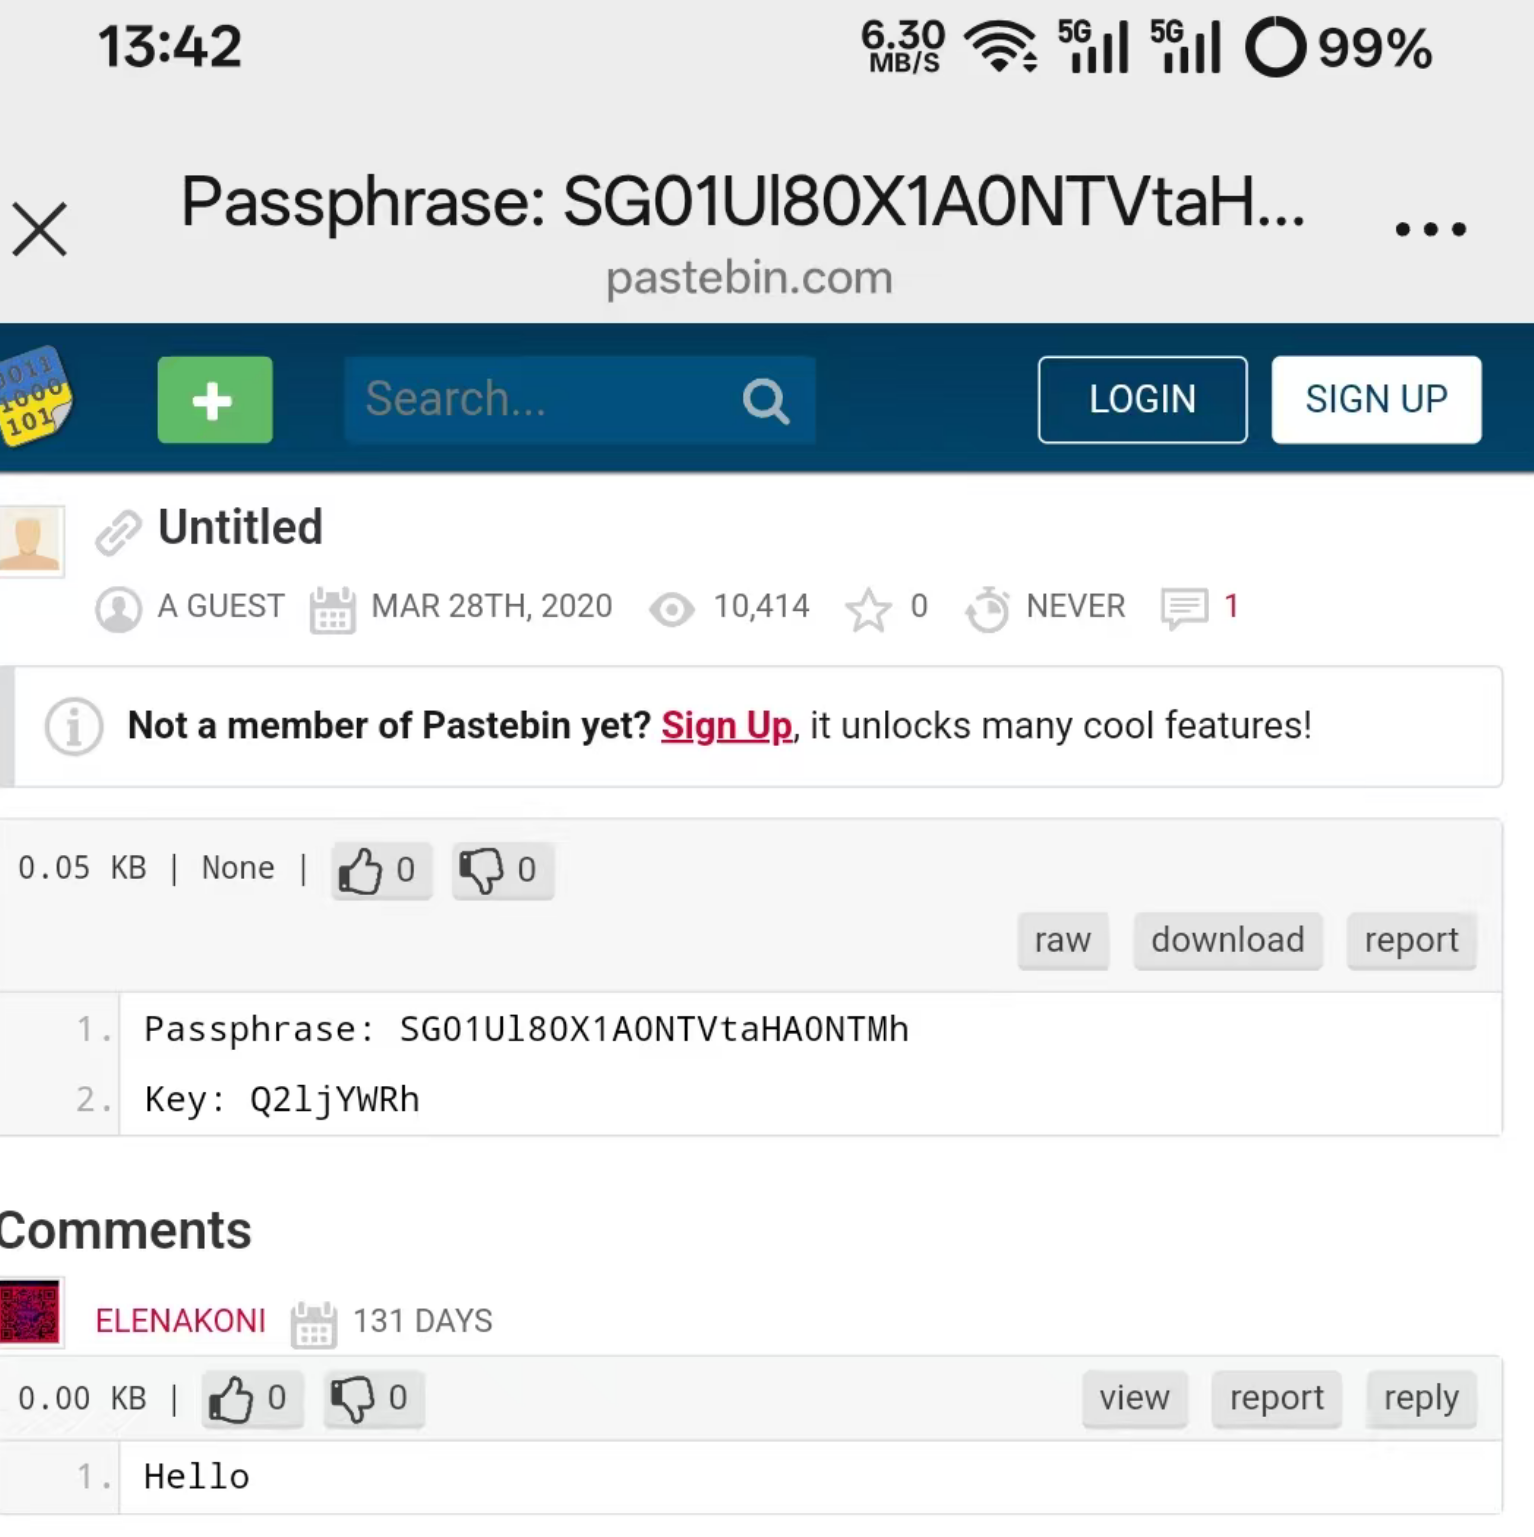 13:42
6.30 MB/S 5G 5G 99%
Passphrase: SG01Ul80X1A0NTVtaH...
pastebin.com
Search...
LOGIN
SIGN UP
Untitled
A GUEST MAR 28TH, 2020 10,414 0 NEVER 1
Not a member of Pastebin yet? Sign Up, it unlocks many cool features!
0.05 KB | None | 0 0
raw download report
1. Passphrase: SG01Ul80X1A0NTVtaHA0NTMh
2. Key: Q2ljYWRh
Comments
ELENAKONI 131 DAYS
0.00 KB | 0 0
view report reply
1. Hello